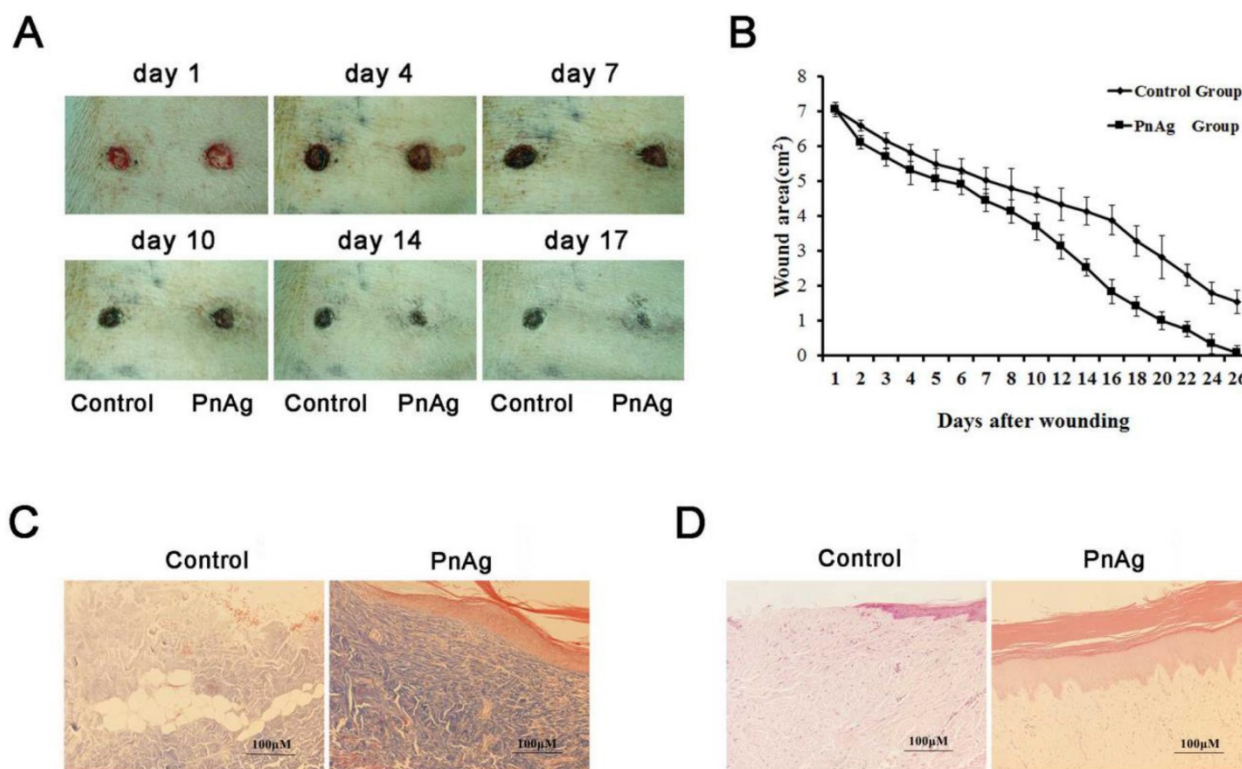 A
day 1 day 4 day 7
day 10 day 14 day 17
Control PnAg Control PnAg Control PnAg
B
8
7
6
5
4
3
2
1
0
Wound area(cm2)
Control Group
PnAg Group
1 2 3 4 5 6 7 8 10 12 14 16 18 20 22 24 26
Days after wounding
C
Control PnAg
100μM 100μM
D
Control PnAg
100μM 100μM